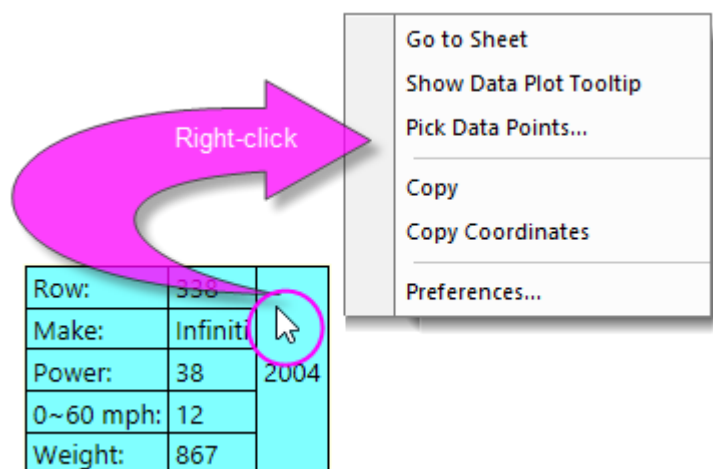 Go to Sheet
Show Data Plot Tooltip
Pick Data Points...
Copy
Copy Coordinates
Preferences...
Right-click
Row: 338
Make: Infiniti
Power: 38 2004
0~60 mph: 12
Weight: 867